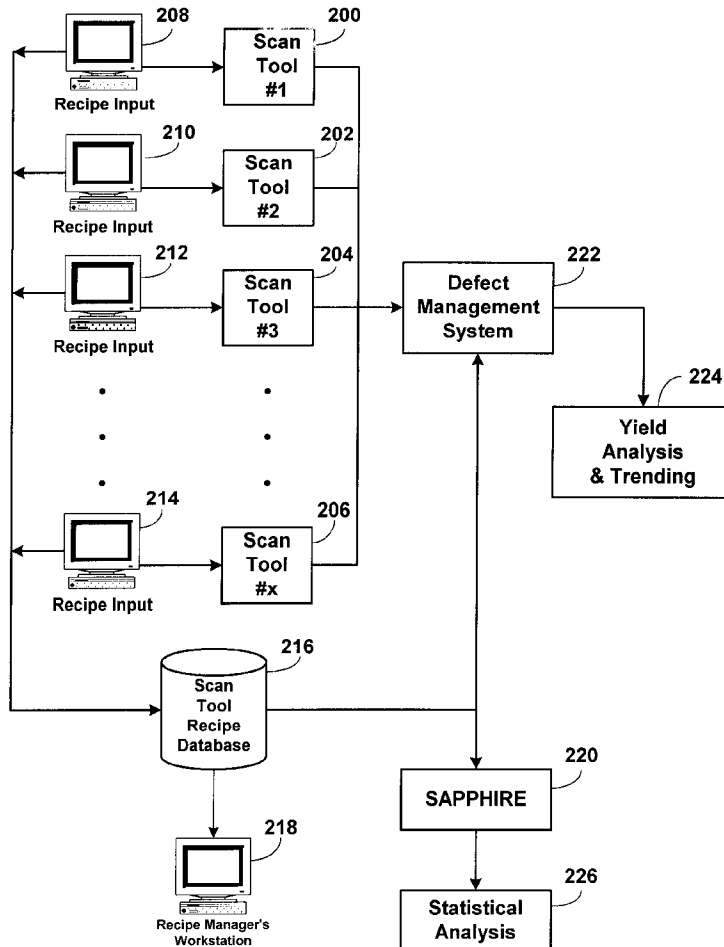 208
200
Scan
Tool
#1
Recipe Input
210
202
Scan
Tool
#2
Recipe Input
212
204
222
Scan
Tool
#3
Defect
Management
System
Recipe Input
224
Yield
Analysis
& Trending
214
206
Scan
Tool
#x
Recipe Input
216
Scan
Tool
Recipe
Database
220
SAPPHIRE
218
226
Recipe Manager's
Workstation
Statistical
Analysis